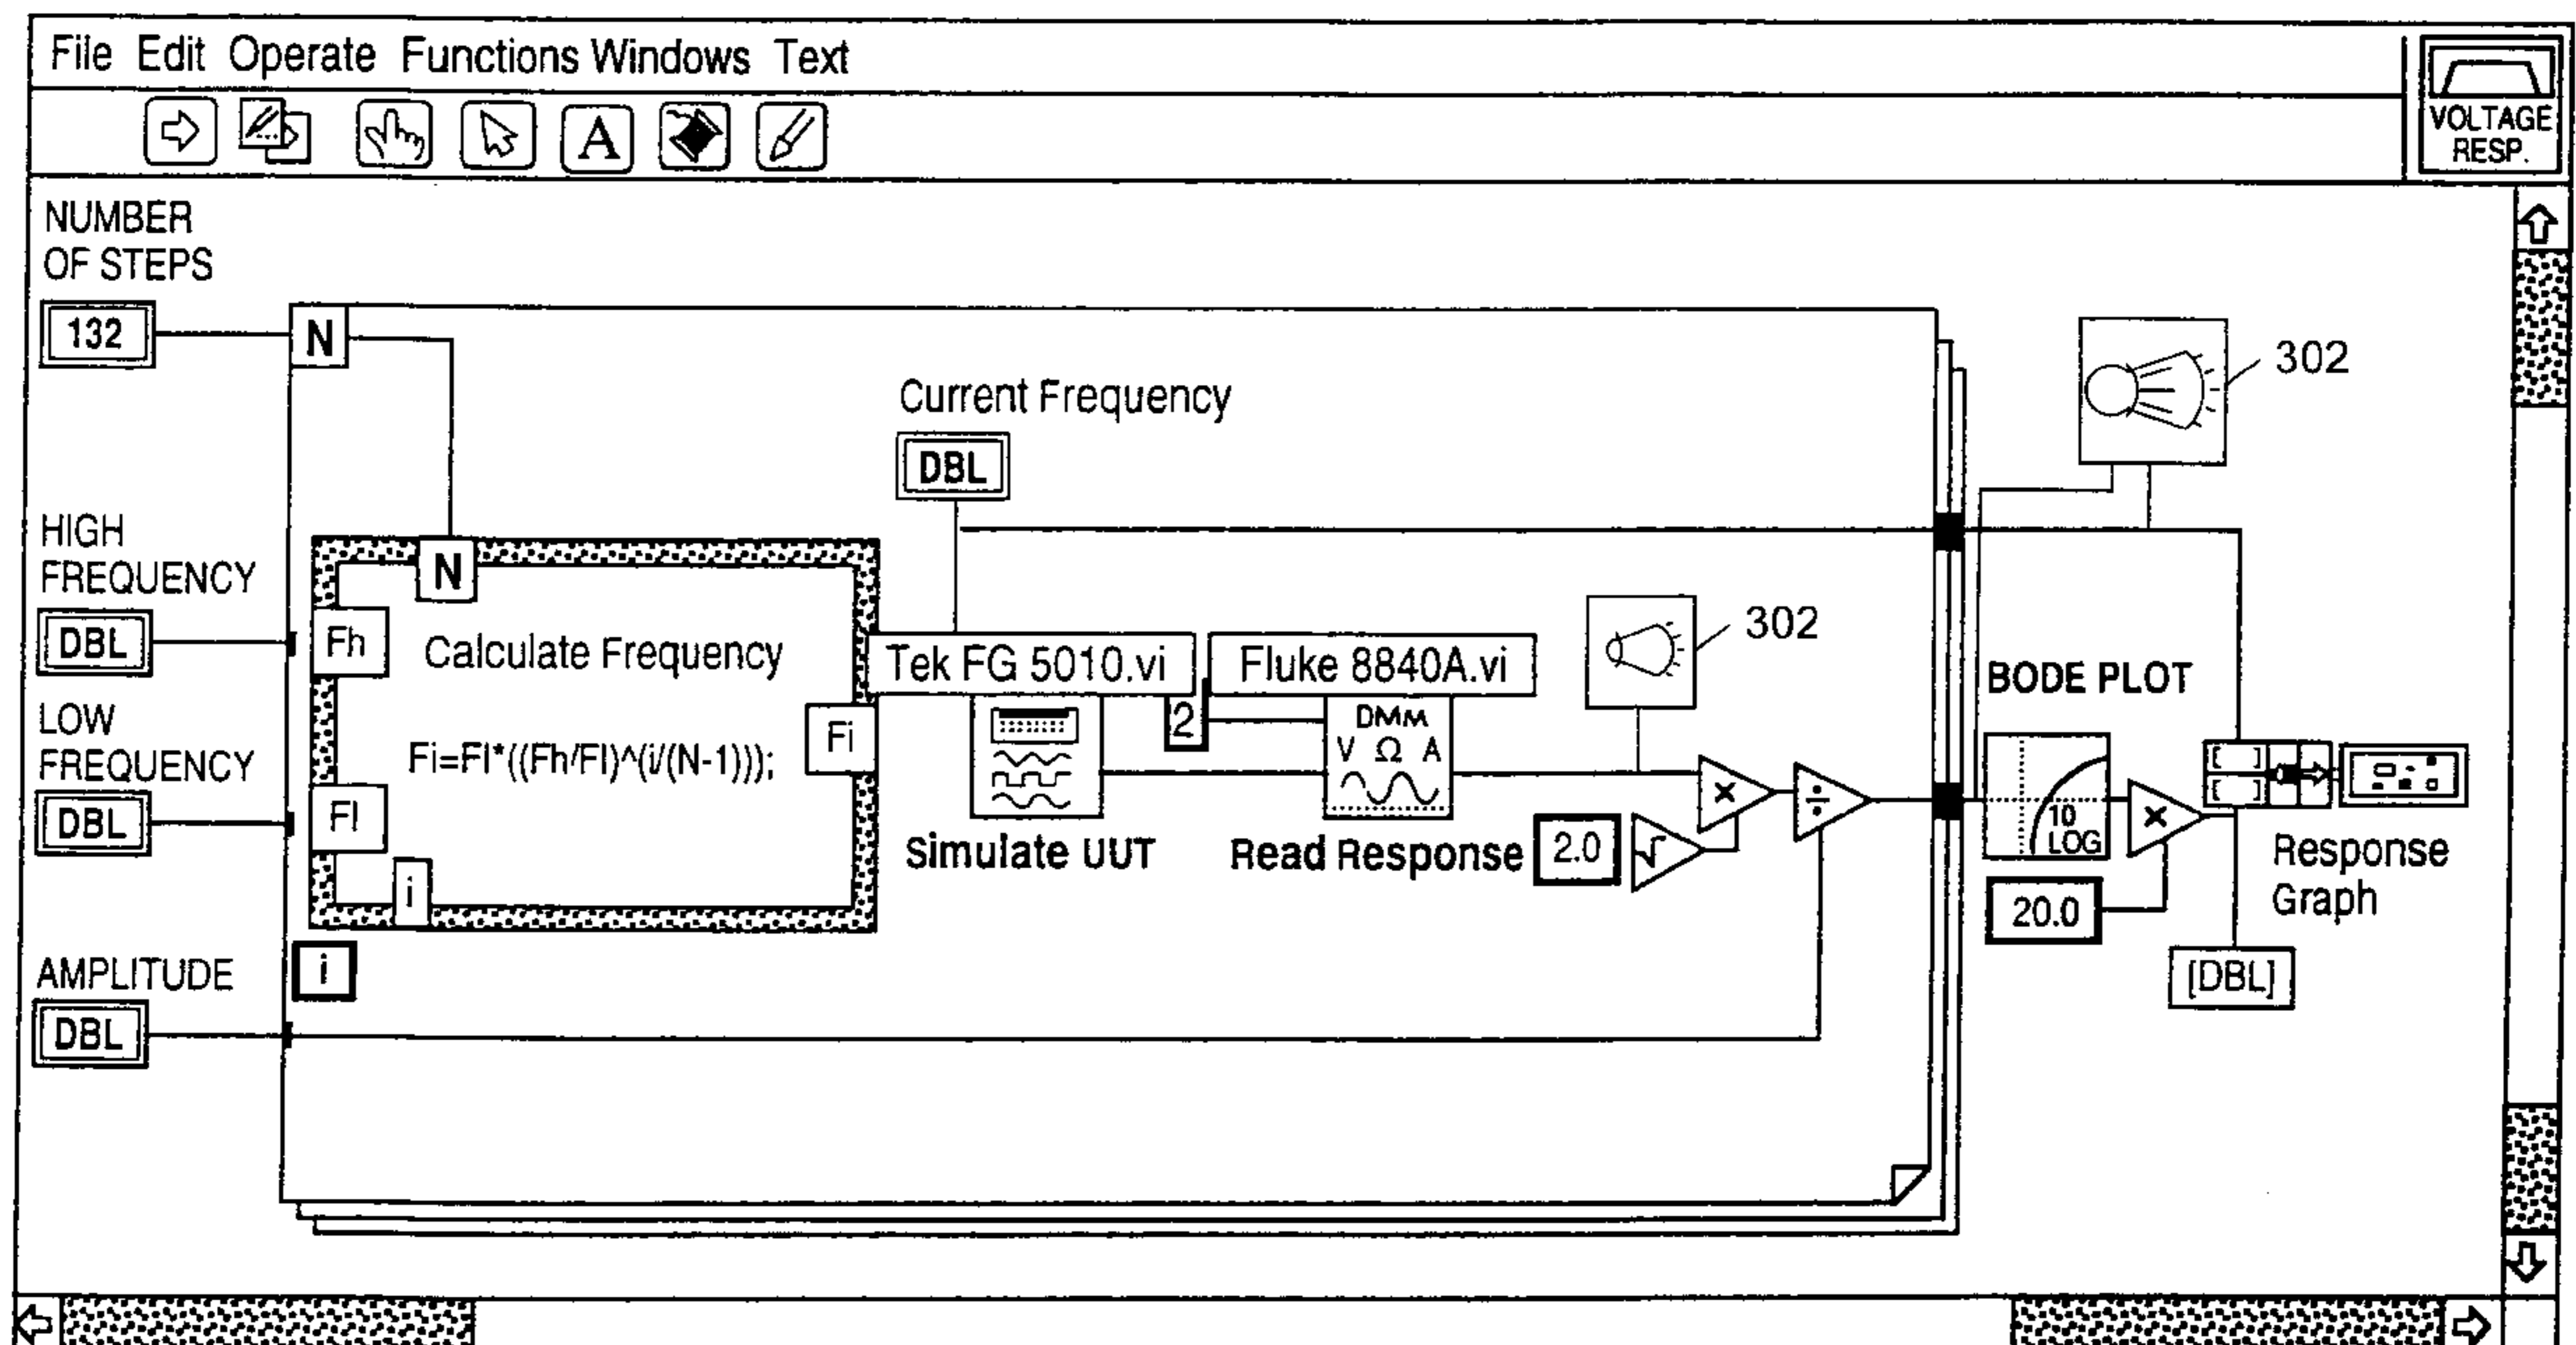 File Edit Operate Functions Windows Text
VOLTAGE
RESP.
A
NUMBER
OF STEPS
132
N
302
Current Frequency
DBL
HIGH
FREQUENCY
DBL
N
Fh
Calculate Frequency
Tek FG 5010.vi
Fluke 8840A.vi
302
BODE PLOT
LOW
FREQUENCY
DBL
Fi=Fl*((Fh/Fl)^(i/(N-1)));
Fi
2
DMM
V Ω A
Fl
i
Simulate UUT
Read Response
2.0
√
×
÷
10
LOG
×
[ ]
[ ]
20.0
Response
Graph
[DBL]
i
AMPLITUDE
DBL